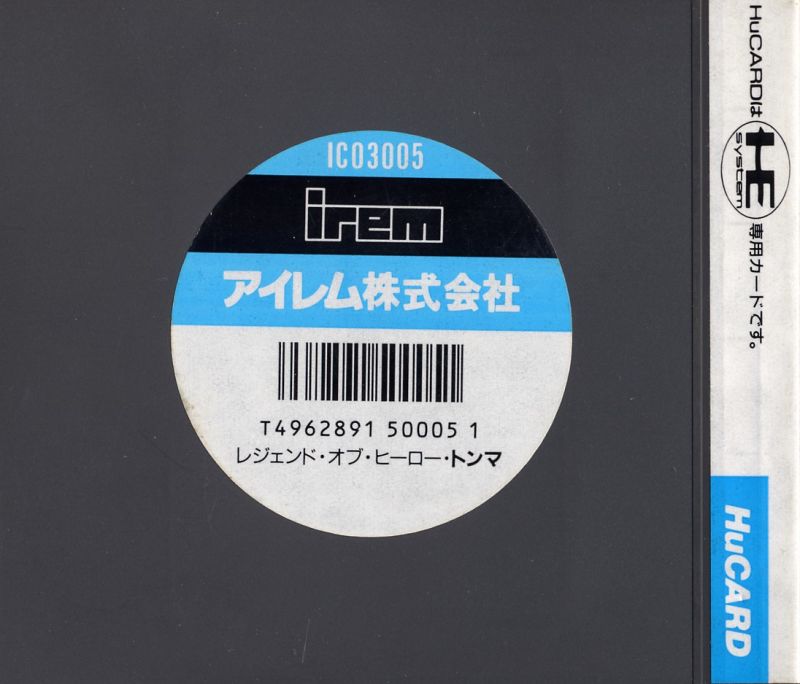 IC03005
irem
アイレム株式会社
T4962891 50005 1
レジェンド・オブ・ヒーロー・トンマ
HuCARDは HE system 専用カードです。
HuCARD